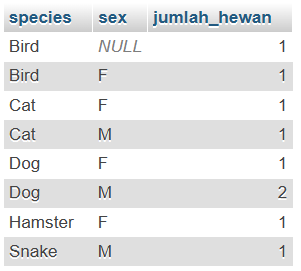 species sex jumlah_hewan
Bird NULL 1
Bird F 1
Cat F 1
Cat M 1
Dog F 1
Dog M 2
Hamster F 1
Snake M 1